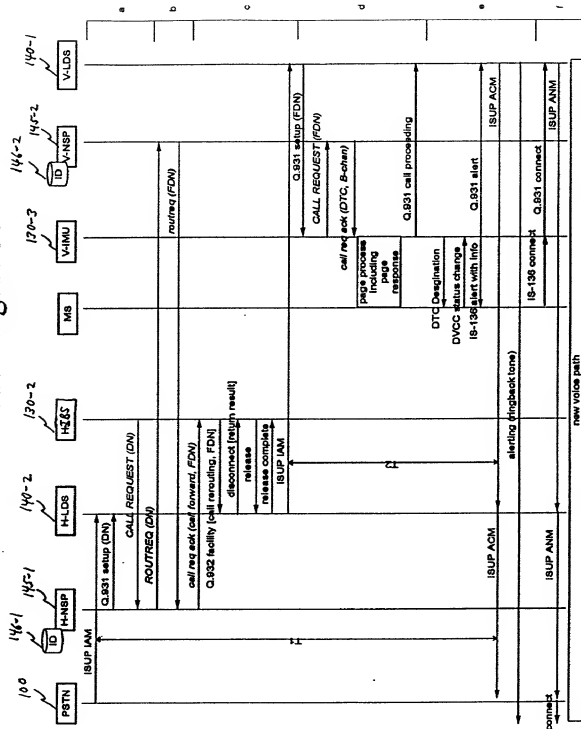 100
146-1
145-1
140-2
130-2
130-3
146-2
145-2
140-1
PSTN
ID
H-NSP
H-LDS
H-IBS
MS
V-IMU
ID
V-NSP
V-LDS
ISUP IAM
Q.931 setup (DN)
CALL REQUEST (DN)
a
ROUTREQ (DN)
routreq (FDN)
b
call req ack (call forward, FDN)
Q.932 facility [call rerouting, FDN]
disconnect [return result]
release
release complete
c
ISUP IAM
Q.931 setup (FDN)
CALL REQUEST (FDN)
call req ack (DTC, B-chan)
page process
including
page
response
d
Q.931 call proceeding
DTC Desgination
DVCC status change
IS-136 alert with info
Q.931 alert
e
T1
T2
ISUP ACM
ISUP ACM
alerting (ringback tone)
IS-136 connect
Q.931 connect
connect
ISUP ANM
ISUP ANM
f
new voice path